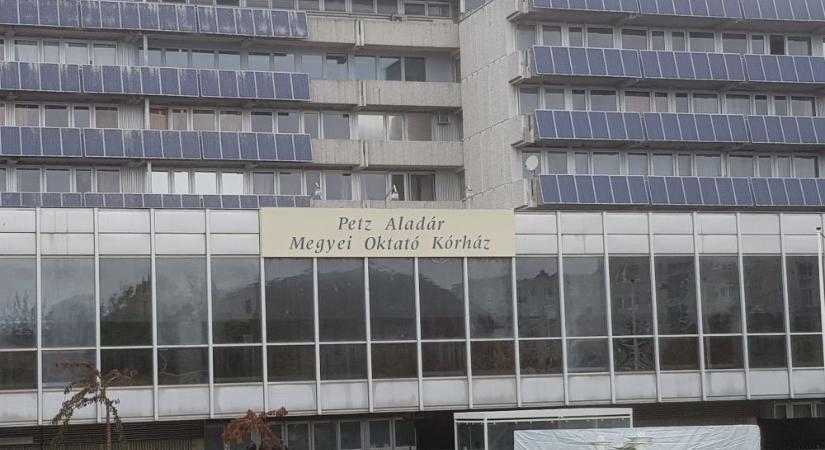 Petz Aladár
Megyei Oktató Kórház